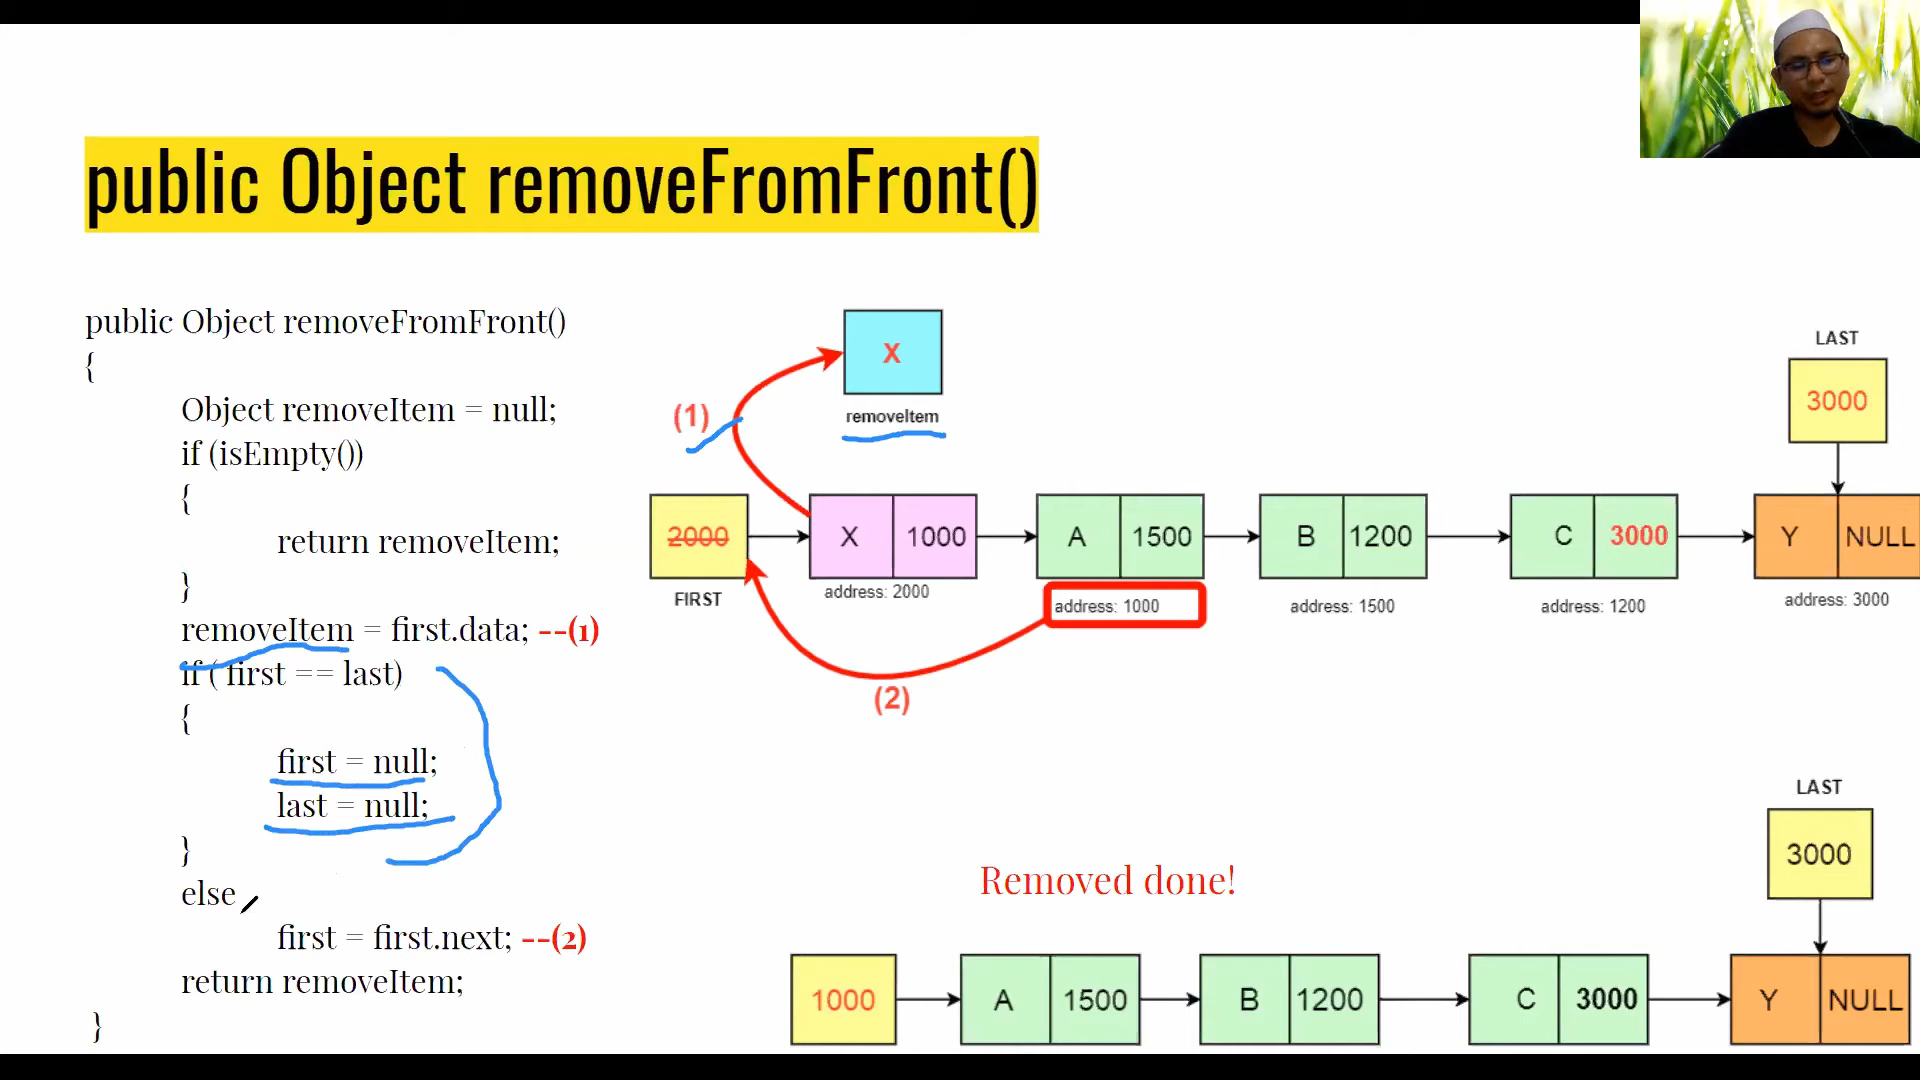 public Object removeFromFront()
public Object removeFromFront()
{
Object removeItem = null;
if (isEmpty())
{
return removeItem;
}
removeItem = first.data; --(1)
if ( first == last)
{
first = null;
last = null;
}
else
first = first.next; --(2)
return removeItem;
}
X
removeItem
(1)
LAST
3000
2000
X 1000
A 1500
B 1200
C 3000
Y NULL
FIRST
address: 2000
address: 1000
address: 1500
address: 1200
address: 3000
(2)
LAST
3000
Removed done!
1000
A 1500
B 1200
C 3000
Y NULL